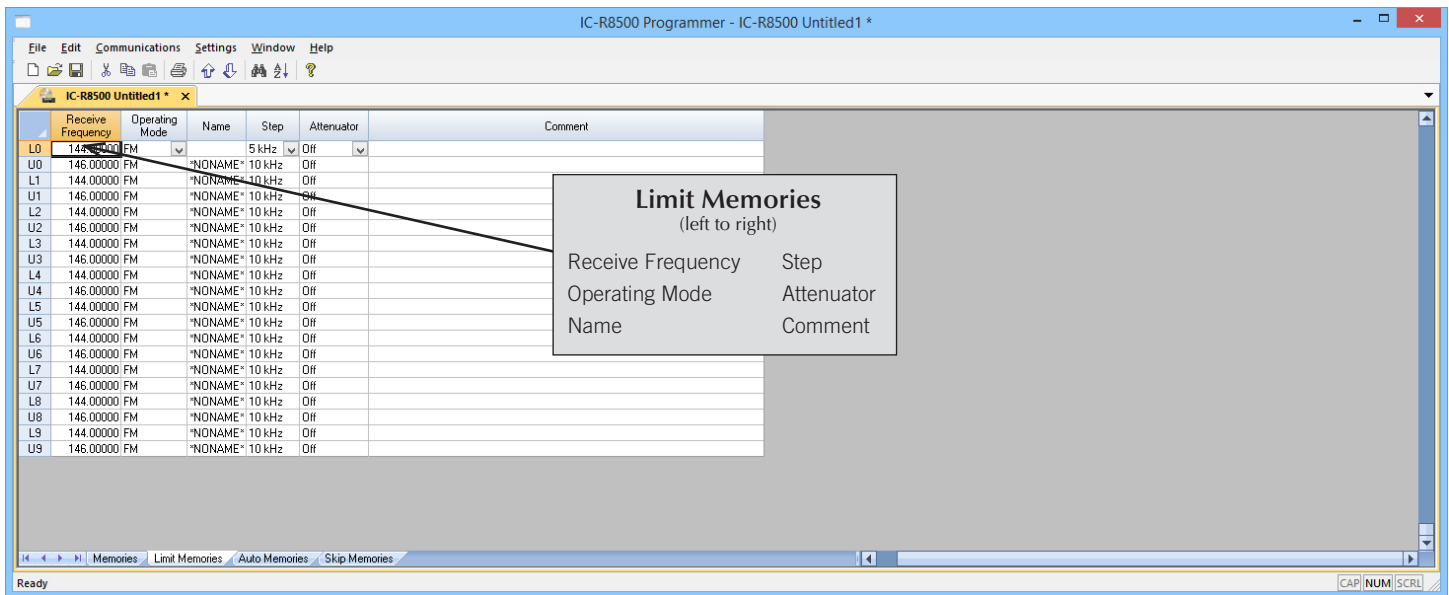 IC-R8500 Programmer - IC-R8500 Untitled1 *
File Edit Communications Settings Window Help
IC-R8500 Untitled1 *
Receive Frequency Operating Mode Name Step Attenuator Comment
L0 FM 5 kHz Off
U0 146.00000 FM *NONAME* 10 kHz Off
L1 144.00000 FM *NONAME* 10 kHz Off
U1 146.00000 FM *NONAME* 10 kHz Off
L2 144.00000 FM *NONAME* 10 kHz Off
U2 146.00000 FM *NONAME* 10 kHz Off
L3 144.00000 FM *NONAME* 10 kHz Off
U3 146.00000 FM *NONAME* 10 kHz Off
L4 144.00000 FM *NONAME* 10 kHz Off
U4 146.00000 FM *NONAME* 10 kHz Off
L5 144.00000 FM *NONAME* 10 kHz Off
U5 146.00000 FM *NONAME* 10 kHz Off
L6 144.00000 FM *NONAME* 10 kHz Off
U6 146.00000 FM *NONAME* 10 kHz Off
L7 144.00000 FM *NONAME* 10 kHz Off
U7 146.00000 FM *NONAME* 10 kHz Off
L8 144.00000 FM *NONAME* 10 kHz Off
U8 146.00000 FM *NONAME* 10 kHz Off
L9 144.00000 FM *NONAME* 10 kHz Off
U9 146.00000 FM *NONAME* 10 kHz Off
Limit Memories
(left to right)
Receive Frequency Step
Operating Mode Attenuator
Name Comment
Memories Limit Memories Auto Memories Skip Memories
Ready CAP NUM SCRL